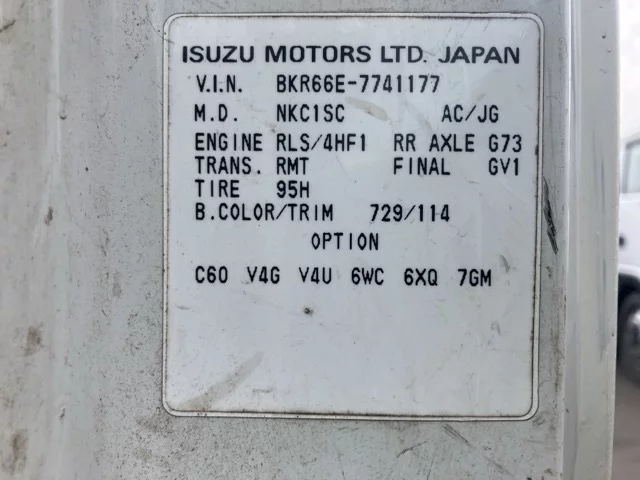 ISUZU MOTORS LTD. JAPAN
V.I.N. BKR66E-7741177
M.D. NKC1SC AC/JG
ENGINE RLS/4HF1 RR AXLE G73
TRANS. RMT FINAL GV1
TIRE 95H
B.COLOR/TRIM 729/114
OPTION
C60 V4G V4U 6WC 6XQ 7GM